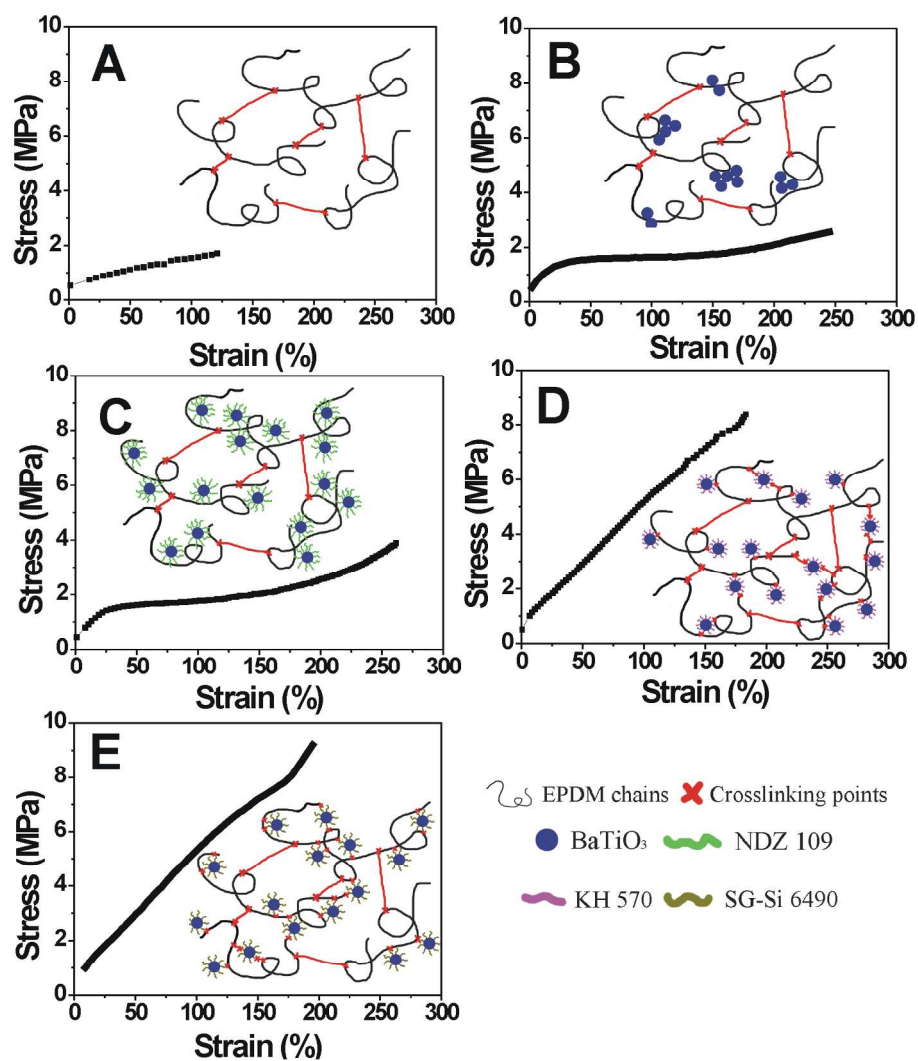 A
Stress (MPa)
10
8
6
4
2
0
0 50 100 150 200 250 300
Strain (%)
B
Stress (MPa)
10
8
6
4
2
0
0 50 100 150 200 250 300
Strain (%)
C
Stress (MPa)
10
8
6
4
2
0
0 50 100 150 200 250 300
Strain (%)
D
Stress (MPa)
10
8
6
4
2
0
0 50 100 150 200 250 300
Strain (%)
E
Stress (MPa)
10
8
6
4
2
0
0 50 100 150 200 250 300
Strain (%)
EPDM chains Crosslinking points
BaTiO₃ NDZ 109
KH 570 SG-Si 6490